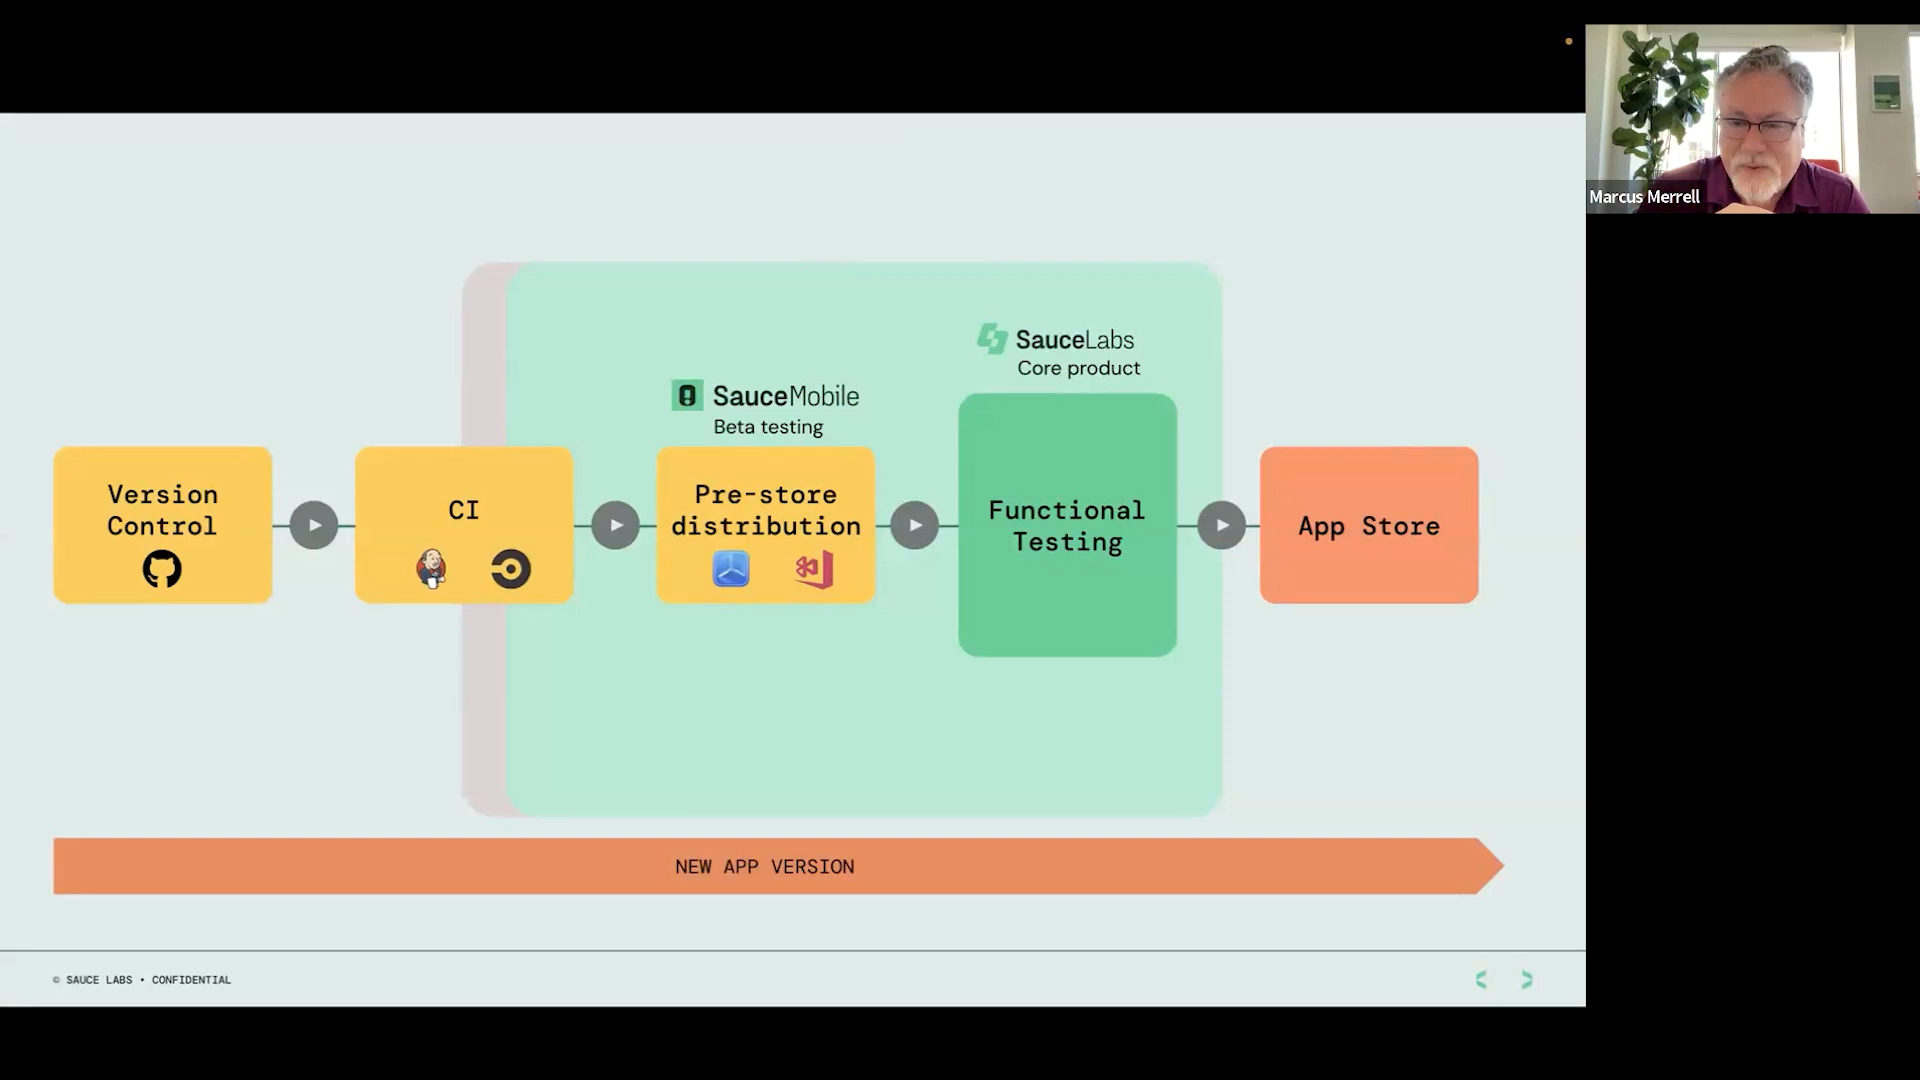 Marcus Merrell
SauceLabs
Core product
SauceMobile
Beta testing
Version
Control
CI
Pre-store
distribution
Functional
Testing
App Store
NEW APP VERSION
© SAUCE LABS • CONFIDENTIAL